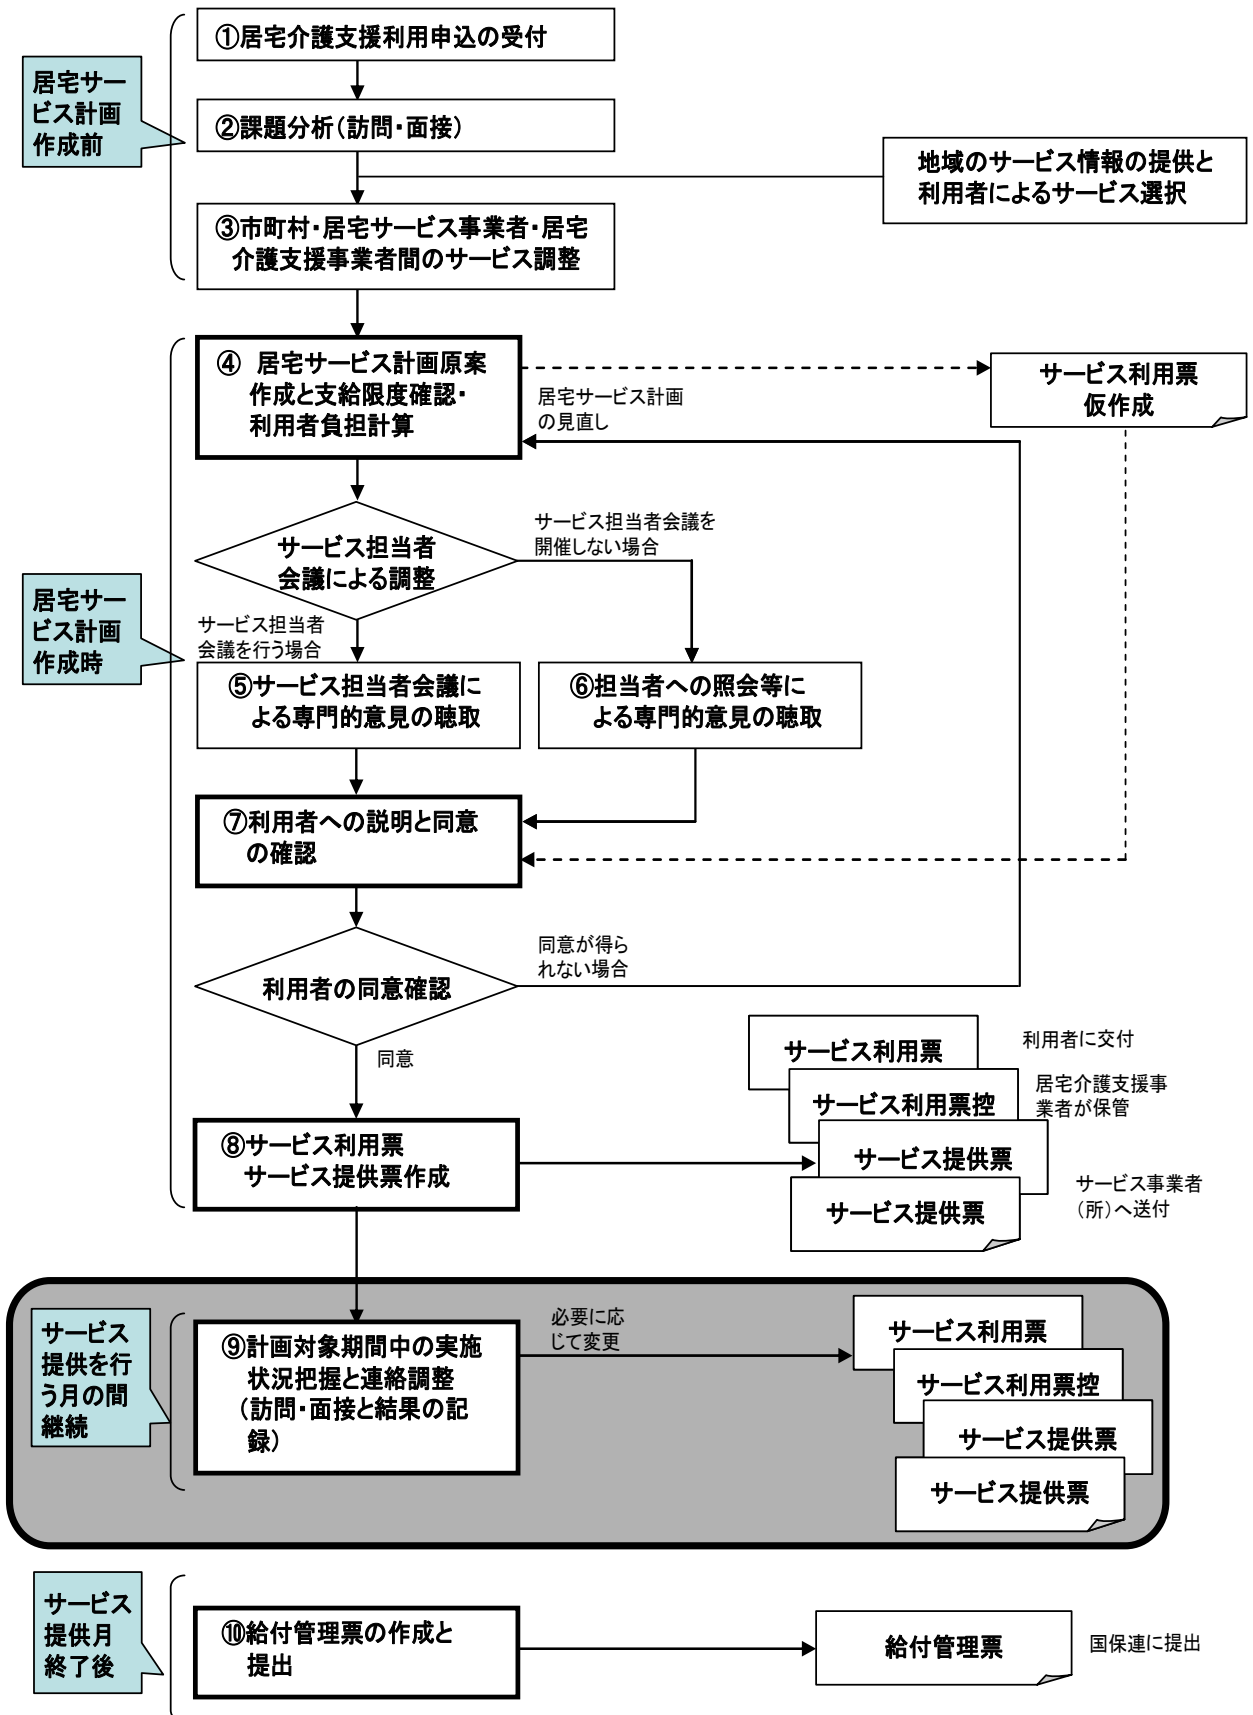 ①居宅介護支援利用申込の受付
居宅サー
ビス計画
作成前
②課題分析(訪問・面接)
地域のサービス情報の提供と
利用者によるサービス選択
③市町村・居宅サービス事業者・居宅
介護支援事業者間のサービス調整
④ 居宅サービス計画原案
作成と支給限度確認・
利用者負担計算
サービス利用票
仮作成
居宅サービス計画
の見直し
サービス担当者
会議による調整
サービス担当者会議を
開催しない場合
居宅サー
ビス計画
作成時
サービス担当者
会議を行う場合
⑤サービス担当者会議に
よる専門的意見の聴取
⑥担当者への照会等に
よる専門的意見の聴取
⑦利用者への説明と同意
の確認
利用者の同意確認
同意が得ら
れない場合
同意
サービス利用票
利用者に交付
サービス利用票控
居宅介護支援事
業者が保管
⑧サービス利用票
サービス提供票作成
サービス提供票
サービス提供票
サービス事業者
(所)へ送付
サービス
提供を行
う月の間
継続
⑨計画対象期間中の実施
状況把握と連絡調整
(訪問・面接と結果の記
録)
必要に応
じて変更
サービス利用票
サービス利用票控
サービス提供票
サービス提供票
サービス
提供月
終了後
⑩給付管理票の作成と
提出
給付管理票
国保連に提出